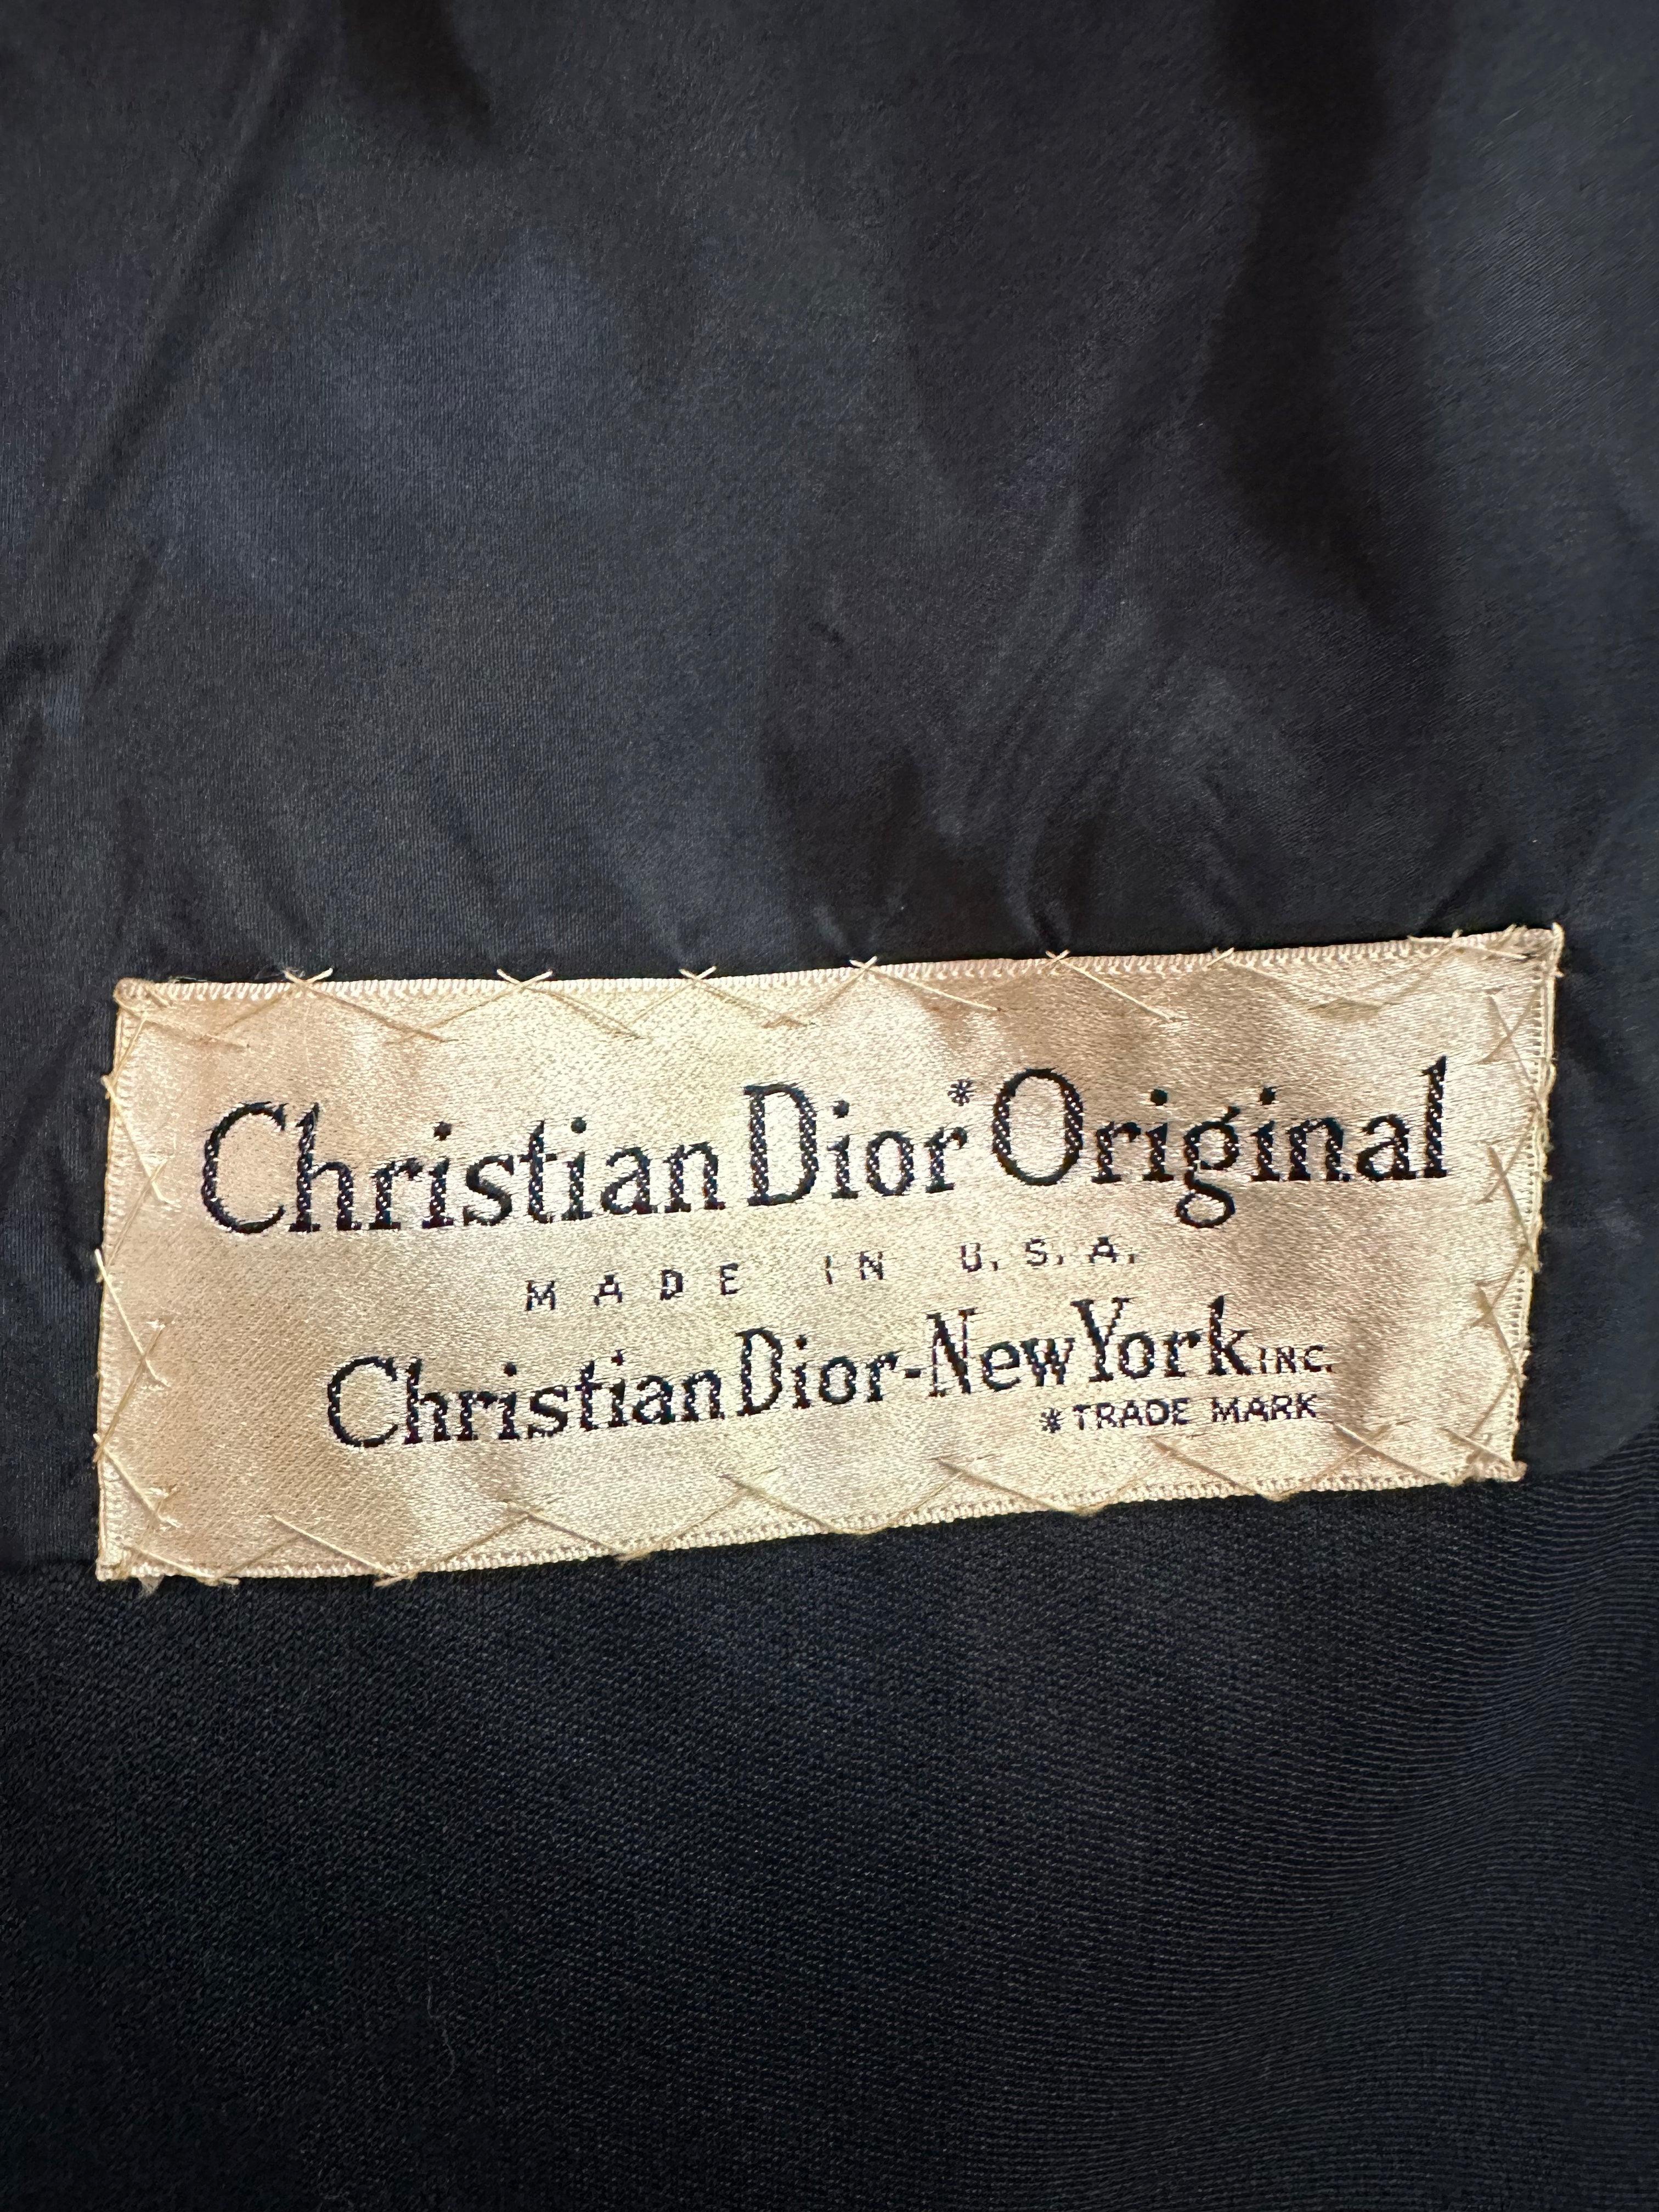 Christian Dior*Original
MADE IN U.S.A.
Christian Dior-New York INC.
*TRADE MARK